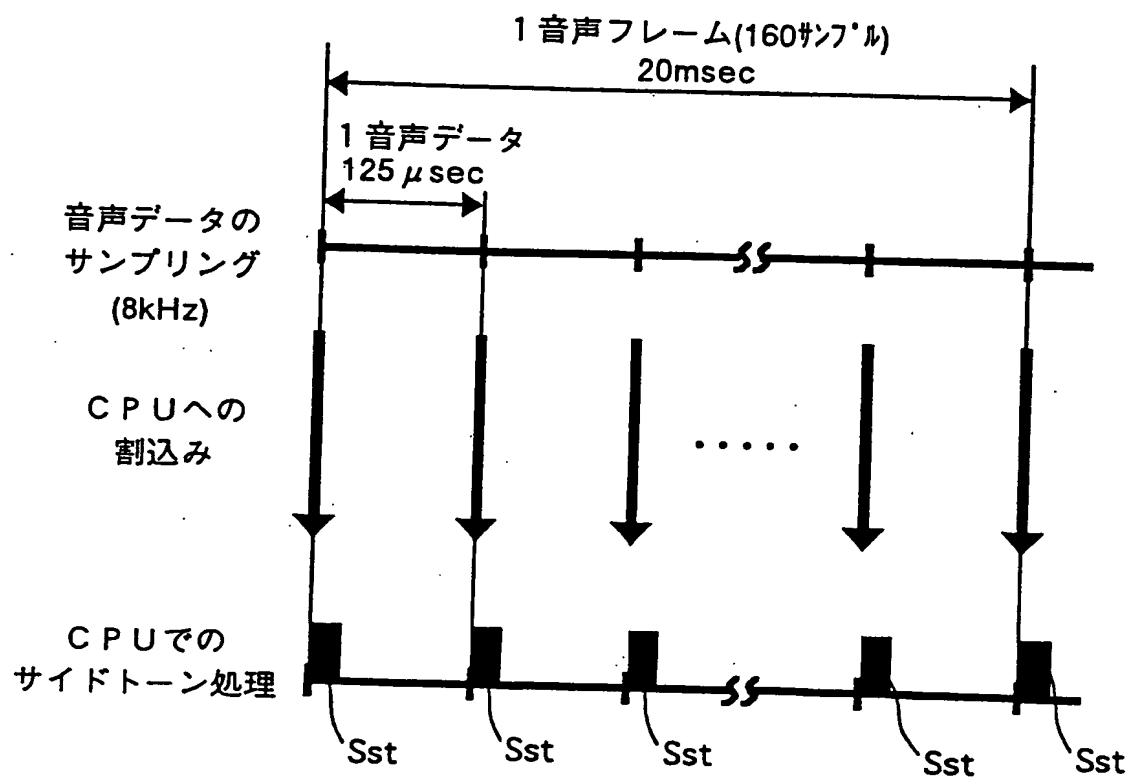 1音声フレーム(160ｻﾝﾌﾟﾙ)
20msec
1音声データ
125μsec
音声データの
サンプリング
(8kHz)
CPUへの
割込み
CPUでの
サイドトーン処理
Sst
Sst
Sst
Sst
Sst